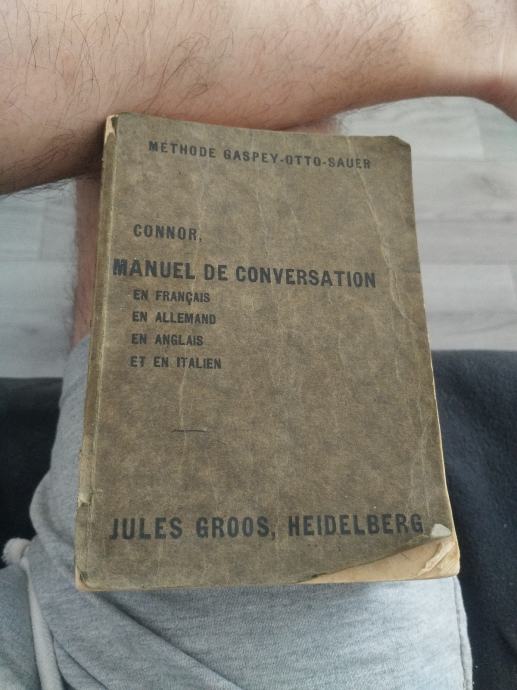 MÉTHODE GASPEY-OTTO-SAUER
CONNOR,
MANUEL DE CONVERSATION
EN FRANÇAIS
EN ALLEMAND
EN ANGLAIS
ET EN ITALIEN
JULES GROOS, HEIDELBERG